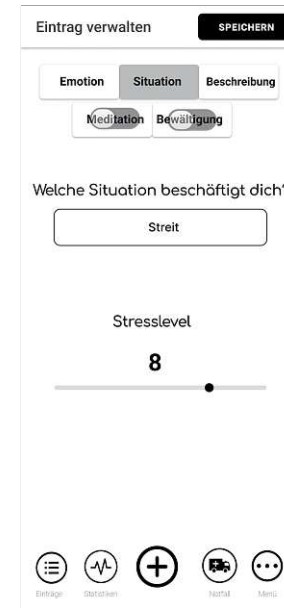 Eintrag verwalten SPEICHERN
Emotion Situation Beschreibung
Meditation Bewältigung
Welche Situation beschäftigt dich?
Streit
Stresslevel
8
Einträge Statistiken Notfall Menü